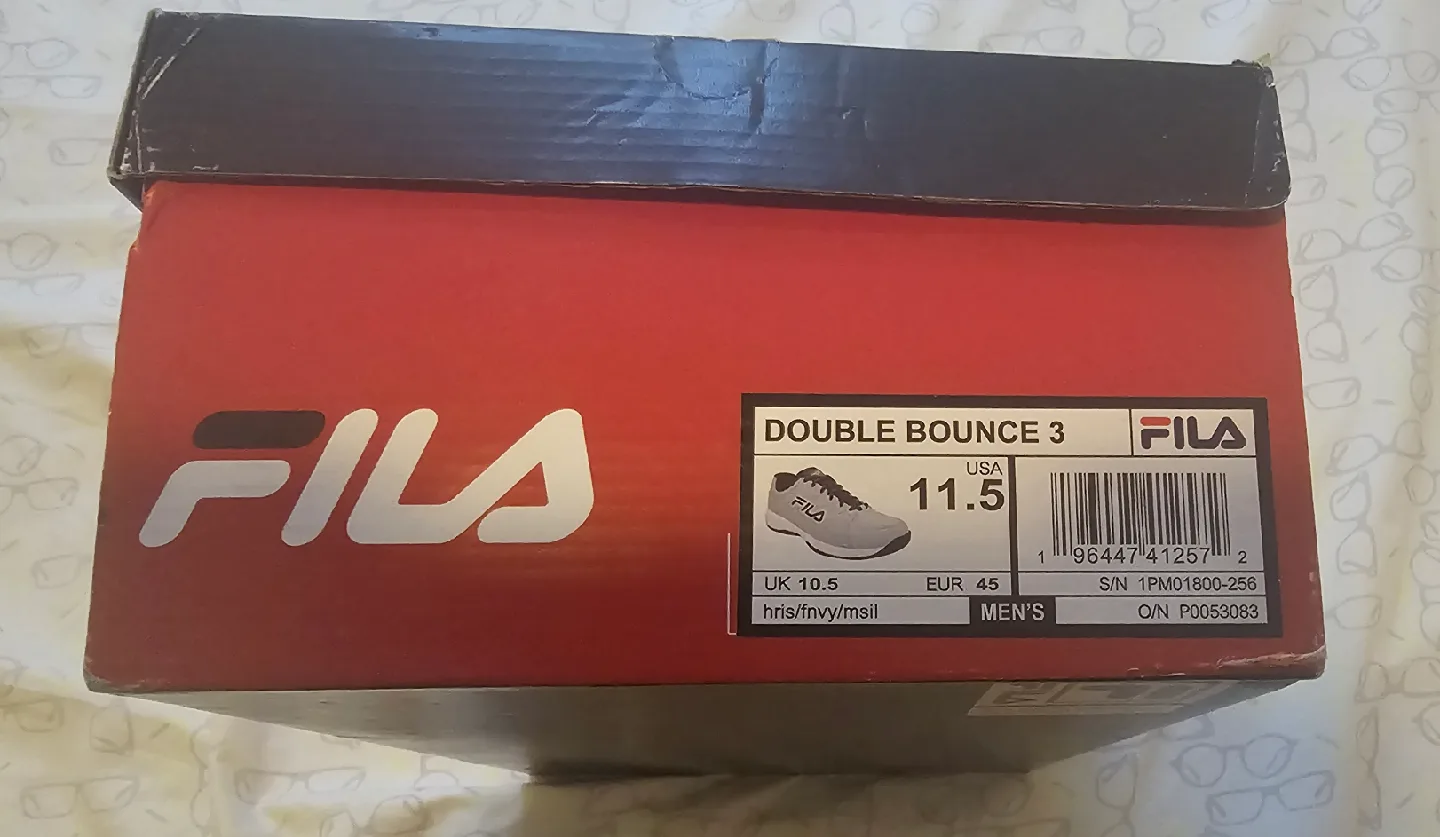 FILA
DOUBLE BOUNCE 3
FILA
FILA
USA
11.5
1 96447 41257 2
UK 10.5 EUR 45
S/N 1PM01800-256
hris/fnvy/msil
MEN'S
O/N P0053083